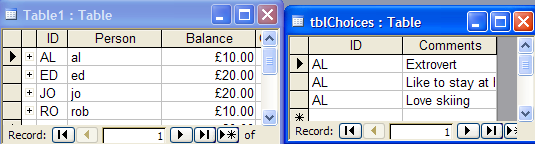 Table1 : Table
ID Person Balance
+ AL al £10.00
+ ED ed £20.00
+ JO jo £20.00
+ RO rob £10.00
Record: 1 of
tblChoices : Table
ID Comments
AL Extrovert
AL Like to stay at
AL Love skiing
Record: 1